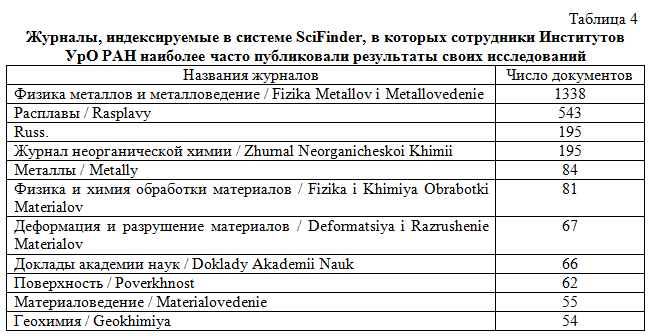 Таблица 4
Журналы, индексируемые в системе SciFinder, в которых сотрудники Институтов
УрО РАН наиболее часто публиковали результаты своих исследований
Названия журналов Число документов
Физика металлов и металловедение / Fizika Metallov i Metallovedenie 1338
Расплавы / Rasplavy 543
Russ. 195
Журнал неорганической химии / Zhurnal Neorganicheskoi Khimii 195
Металлы / Metally 84
Физика и химия обработки материалов / Fizika i Khimiya Obrabotki 81
Materialov
Деформация и разрушение материалов / Deformatsiya i Razrushenie 67
Materialov
Доклады академии наук / Doklady Akademii Nauk 66
Поверхность / Poverkhnost 62
Материаловедение / Materialovedenie 55
Геохимия / Geokhimiya 54